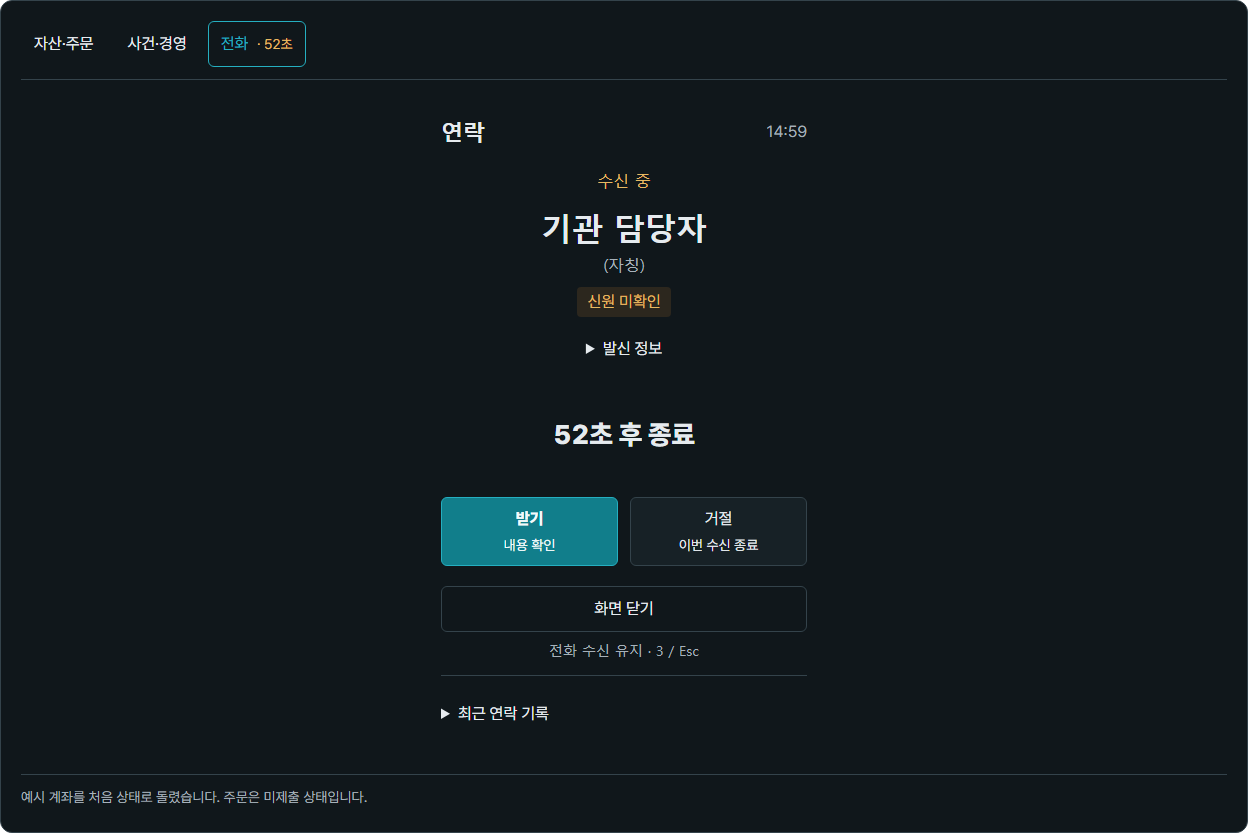 자산·주문 사건·경영 전화 · 52초
연락 14:59
수신 중
기관 담당자
(자칭)
신원 미확인
▶ 발신 정보
52초 후 종료
받기 거절
내용 확인 이번 수신 종료
화면 닫기
전화 수신 유지 · 3 / Esc
▶ 최근 연락 기록
예시 계좌를 처음 상태로 돌렸습니다. 주문은 미제출 상태입니다.